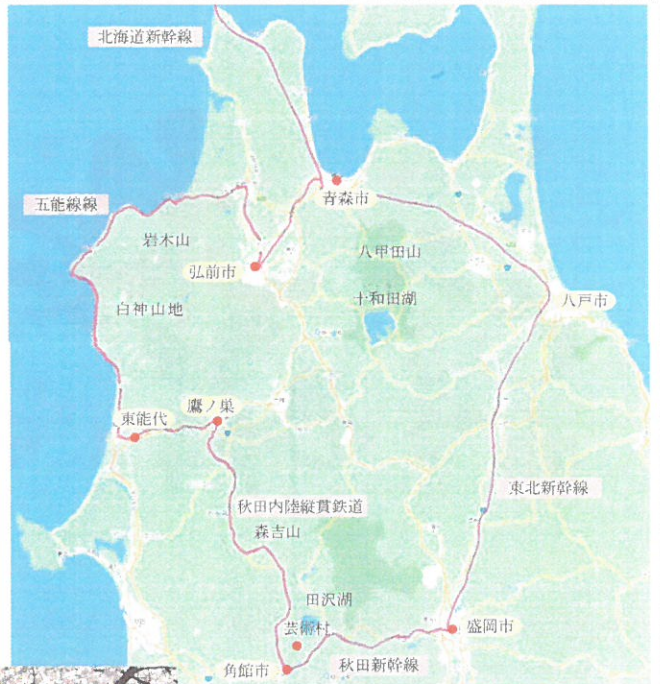 北海道新幹線
青森市
五能線線
岩木山
八甲田山
弘前市
十和田湖
八戸市
白神山地
鷹ノ巣
東能代
東北新幹線
秋田内陸縦貫鉄道
森吉山
田沢湖
芸術村
盛岡市
角館市
秋田新幹線